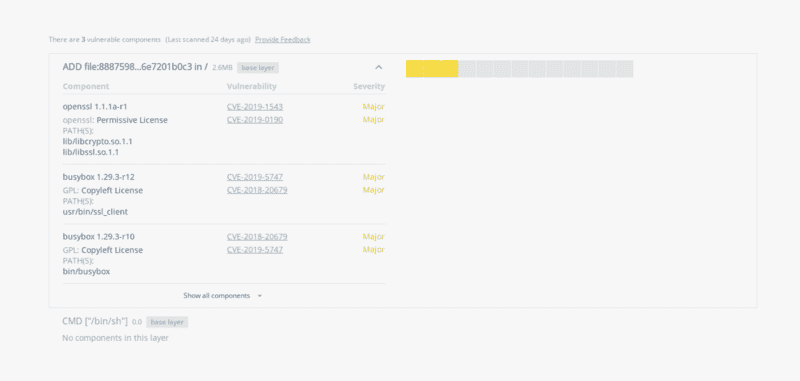 There are 3 vulnerable components (Last scanned 24 days ago) Provide Feedback
ADD file:8887598...6e7201b0c3 in / 2.6MB base layer
Component Vulnerability Severity
openssl 1.1.1a-r1 CVE-2019-1543 Major
openssl: Permissive License CVE-2019-0190 Major
PATH(S):
lib/libcrypto.so.1.1
lib/libssl.so.1.1
busybox 1.29.3-r12 CVE-2019-5747 Major
GPL: Copyleft License CVE-2018-20679 Major
PATH(S):
usr/bin/ssl_client
busybox 1.29.3-r10 CVE-2018-20679 Major
GPL: Copyleft License CVE-2019-5747 Major
PATH(S):
bin/busybox
Show all components
CMD ["/bin/sh"] 0.0 base layer
No components in this layer